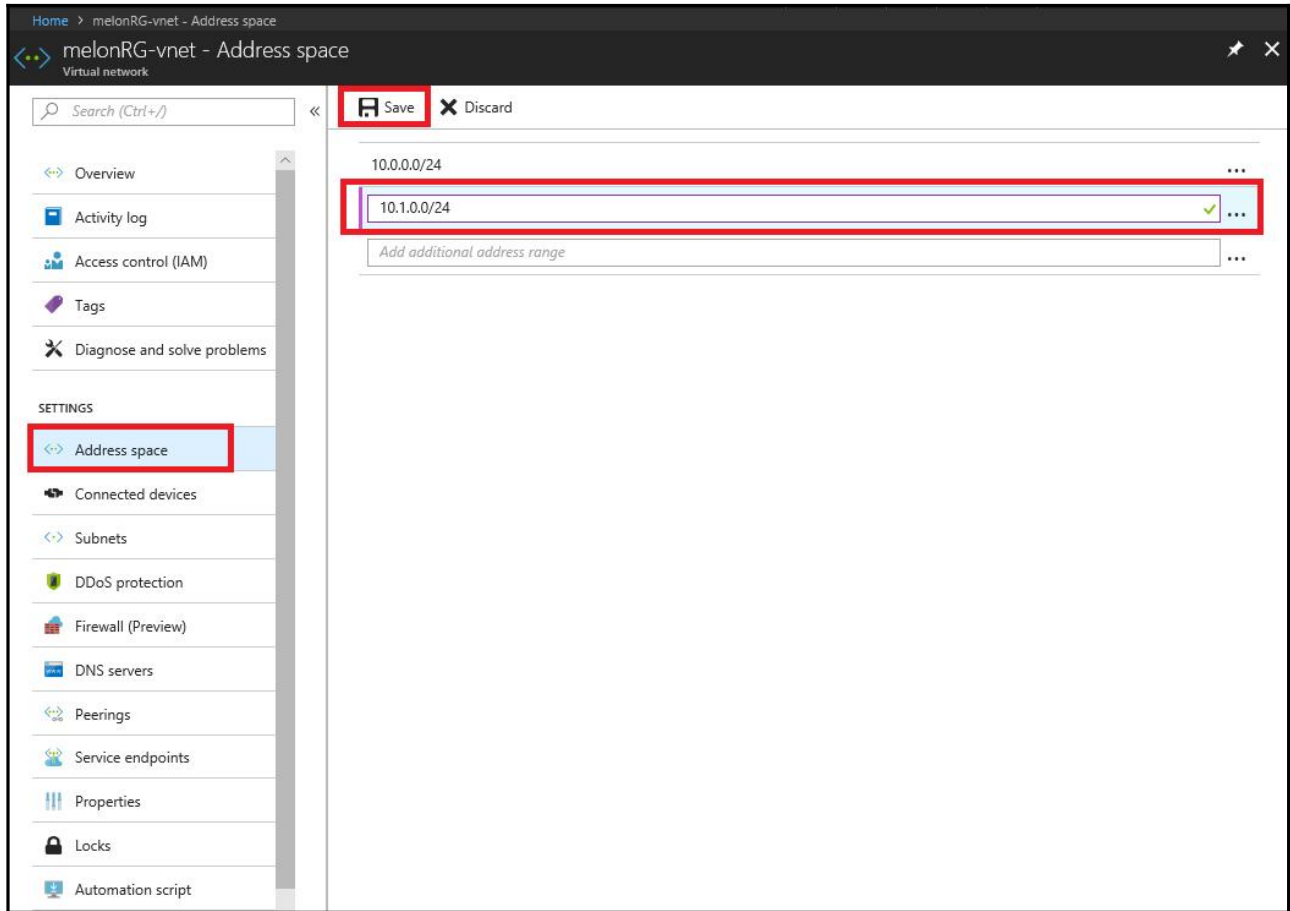 Home > melonRG-vnet - Address space
melonRG-vnet - Address space
Virtual network
Search (Ctrl+/)
«
Save
Discard
Overview
Activity log
Access control (IAM)
Tags
Diagnose and solve problems
SETTINGS
Address space
Connected devices
Subnets
DDoS protection
Firewall (Preview)
DNS servers
Peerings
Service endpoints
Properties
Locks
Automation script
10.0.0.0/24
...
10.1.0.0/24
...
Add additional address range
...